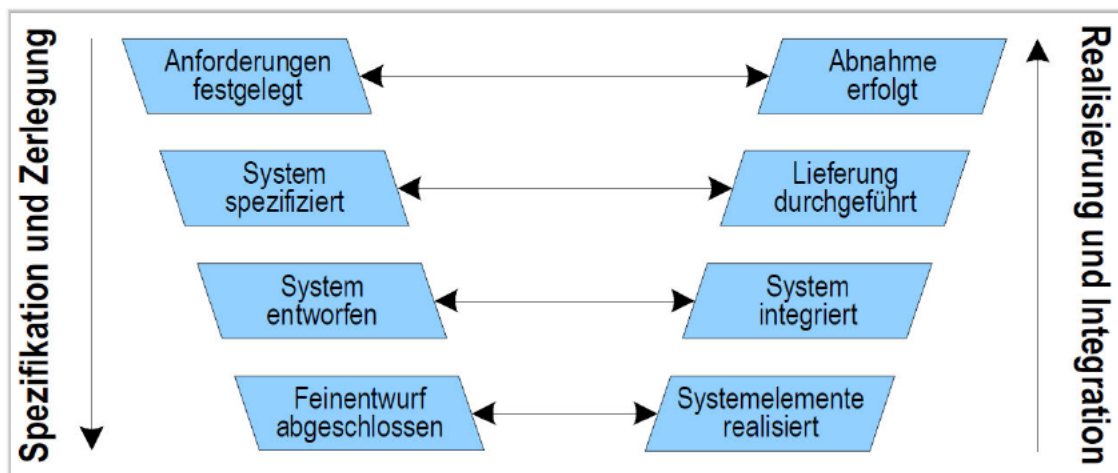 Spezifikation und Zerlegung
Anforderungen
festgelegt
Abnahme
erfolgt
System
spezifiziert
Lieferung
durchgeführt
System
entworfen
System
integriert
Feinentwurf
abgeschlossen
Systemelemente
realisiert
Realisierung und Integration